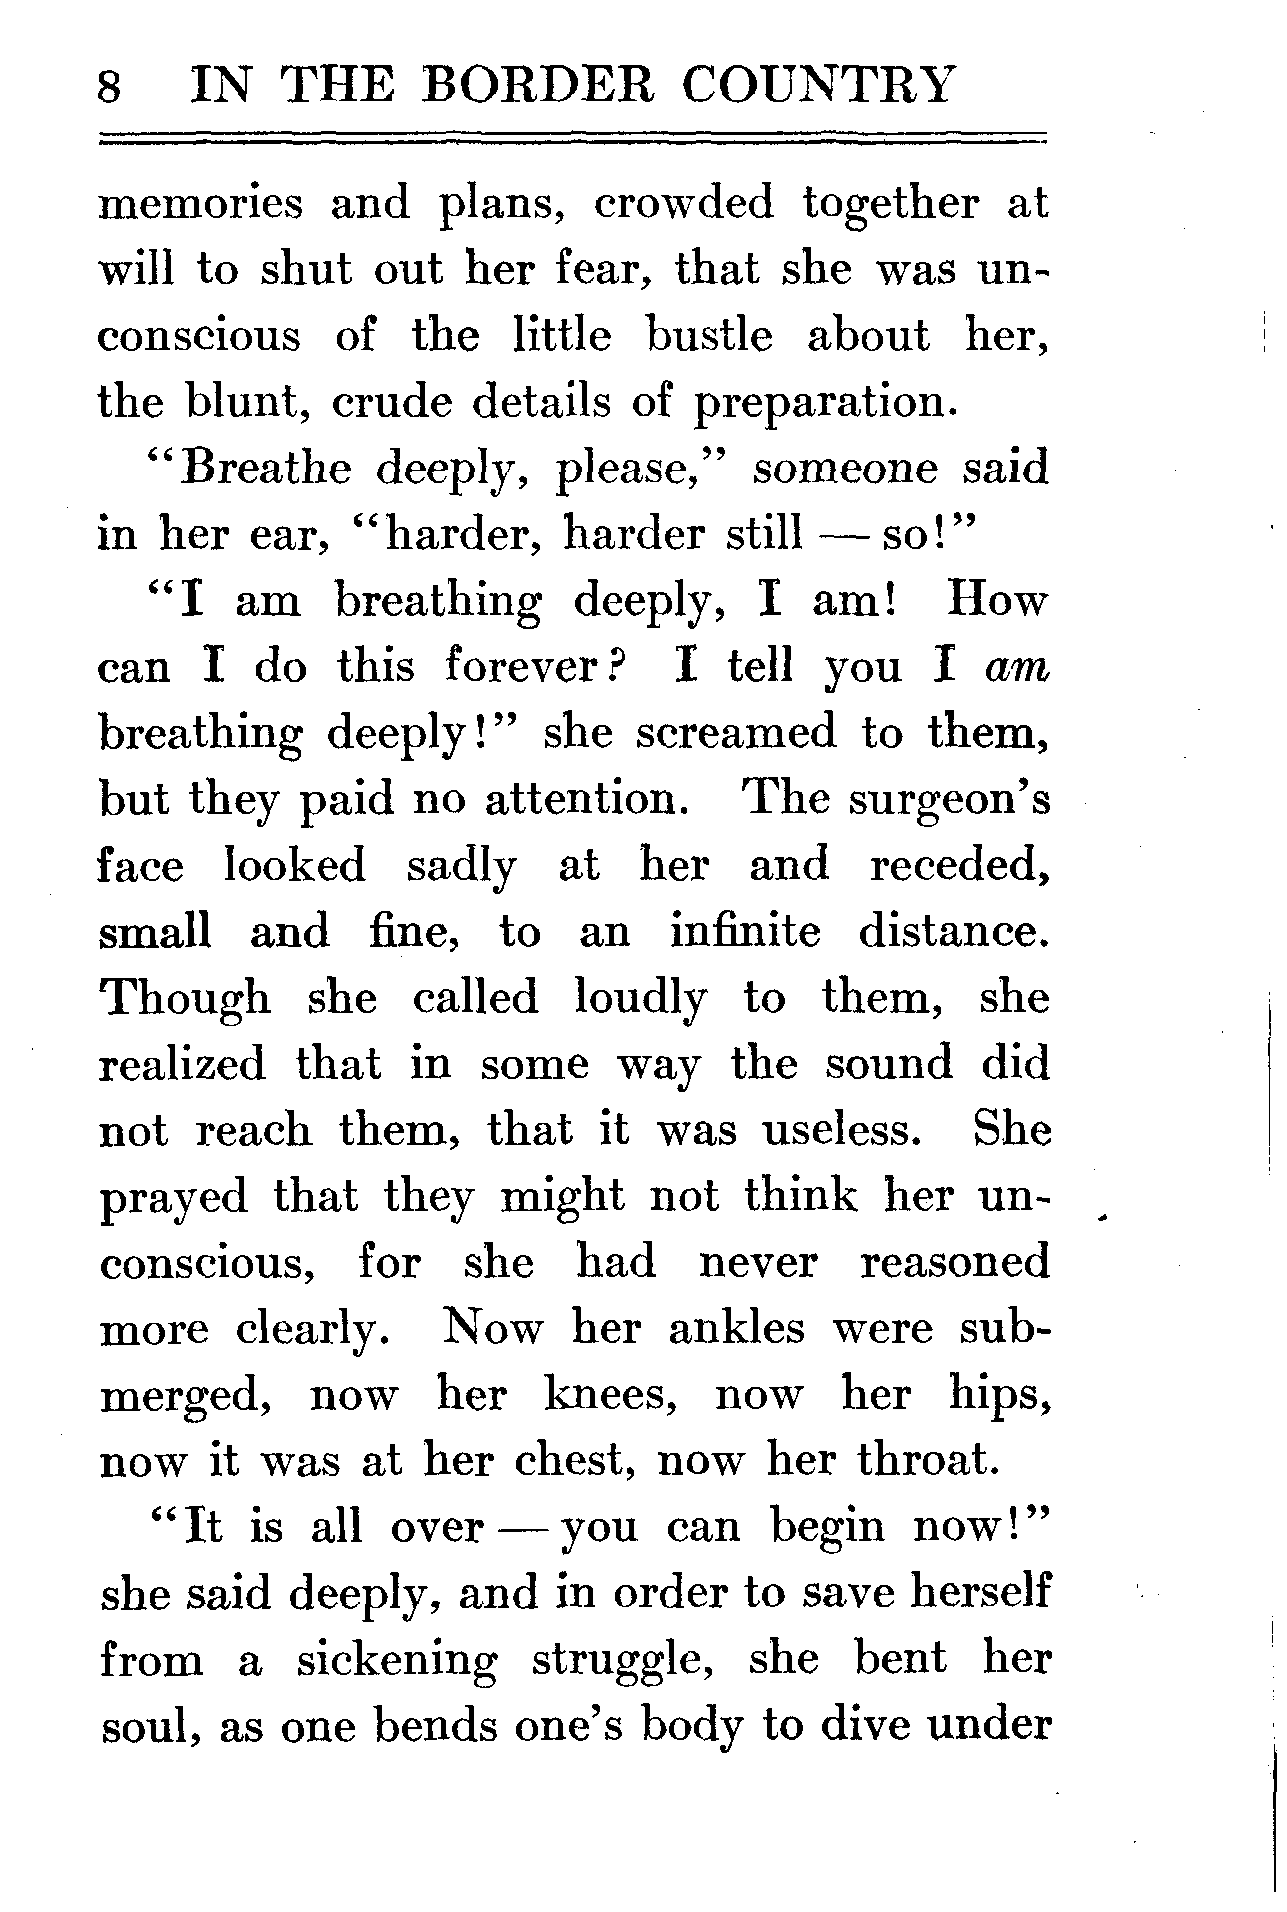 8 IN THE BORDER COUNTRY
memories and plans, crowded together at
will to shut out her fear, that she was un-
conscious of the little bustle about her,
the blunt, crude details of preparation.
“Breathe deeply, please,” someone said
in her ear, “harder, harder still — so!”
“I am breathing deeply, I am! How
can I do this forever? I tell you I am
breathing deeply!” she screamed to them,
but they paid no attention. The surgeon’s
face looked sadly at her and receded,
small and fine, to an infinite distance.
Though she called loudly to them, she
realized that in some way the sound did
not reach them, that it was useless. She
prayed that they might not think her un-
conscious, for she had never reasoned
more clearly. Now her ankles were sub-
merged, now her knees, now her hips,
now it was at her chest, now her throat.
“It is all over — you can begin now!”
she said deeply, and in order to save herself
from a sickening struggle, she bent her
soul, as one bends one’s body to dive under